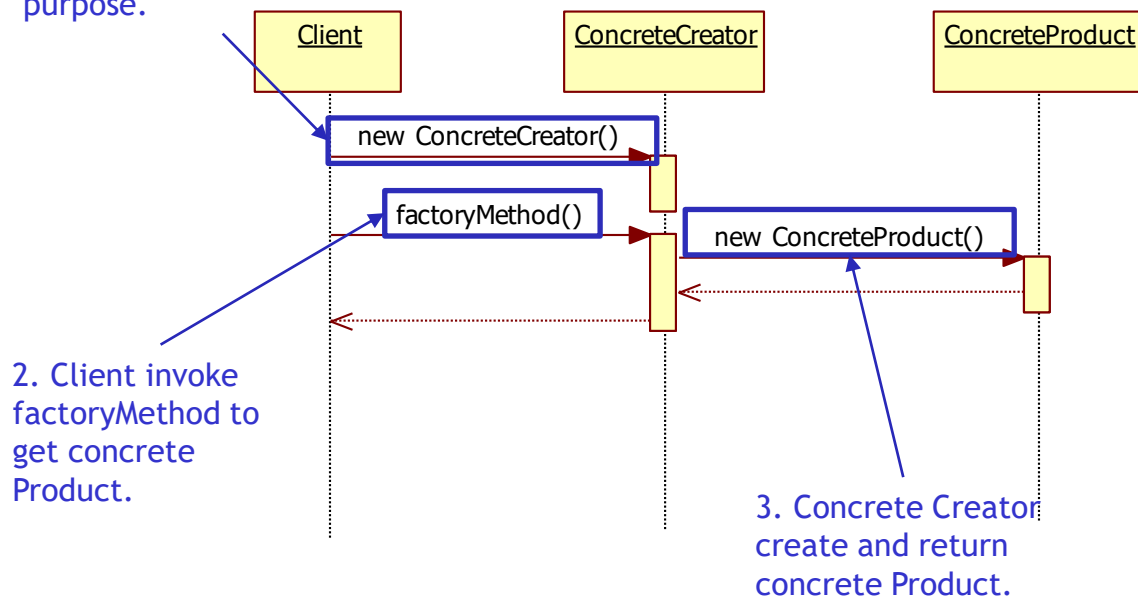 purpose.
Client
ConcreteCreator
ConcreteProduct
new ConcreteCreator()
factoryMethod()
new ConcreteProduct()
2. Client invoke
factoryMethod to
get concrete
Product.
3. Concrete Creator
create and return
concrete Product.